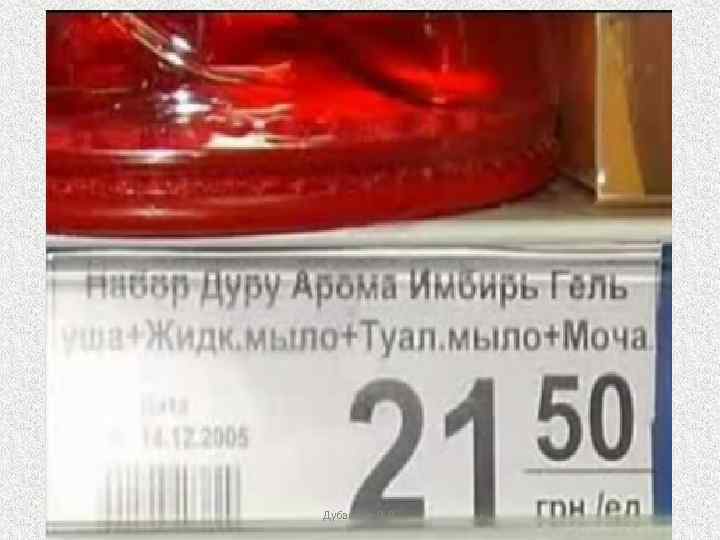 Набор Дуру Арома Имбирь Гель
уша+Жидк.мыло+Туал.мыло+Моча
Дата
14.12.2005
21 50
грн./ед